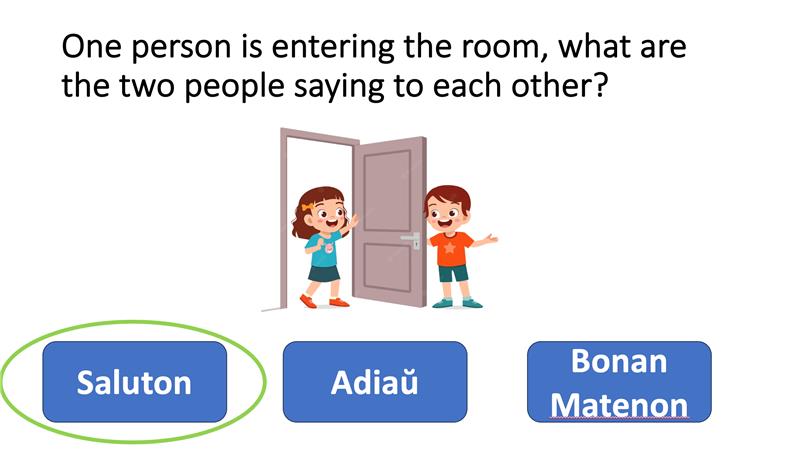 One person is entering the room, what are
the two people saying to each other?
Saluton
Adiaŭ
Bonan
Matenon